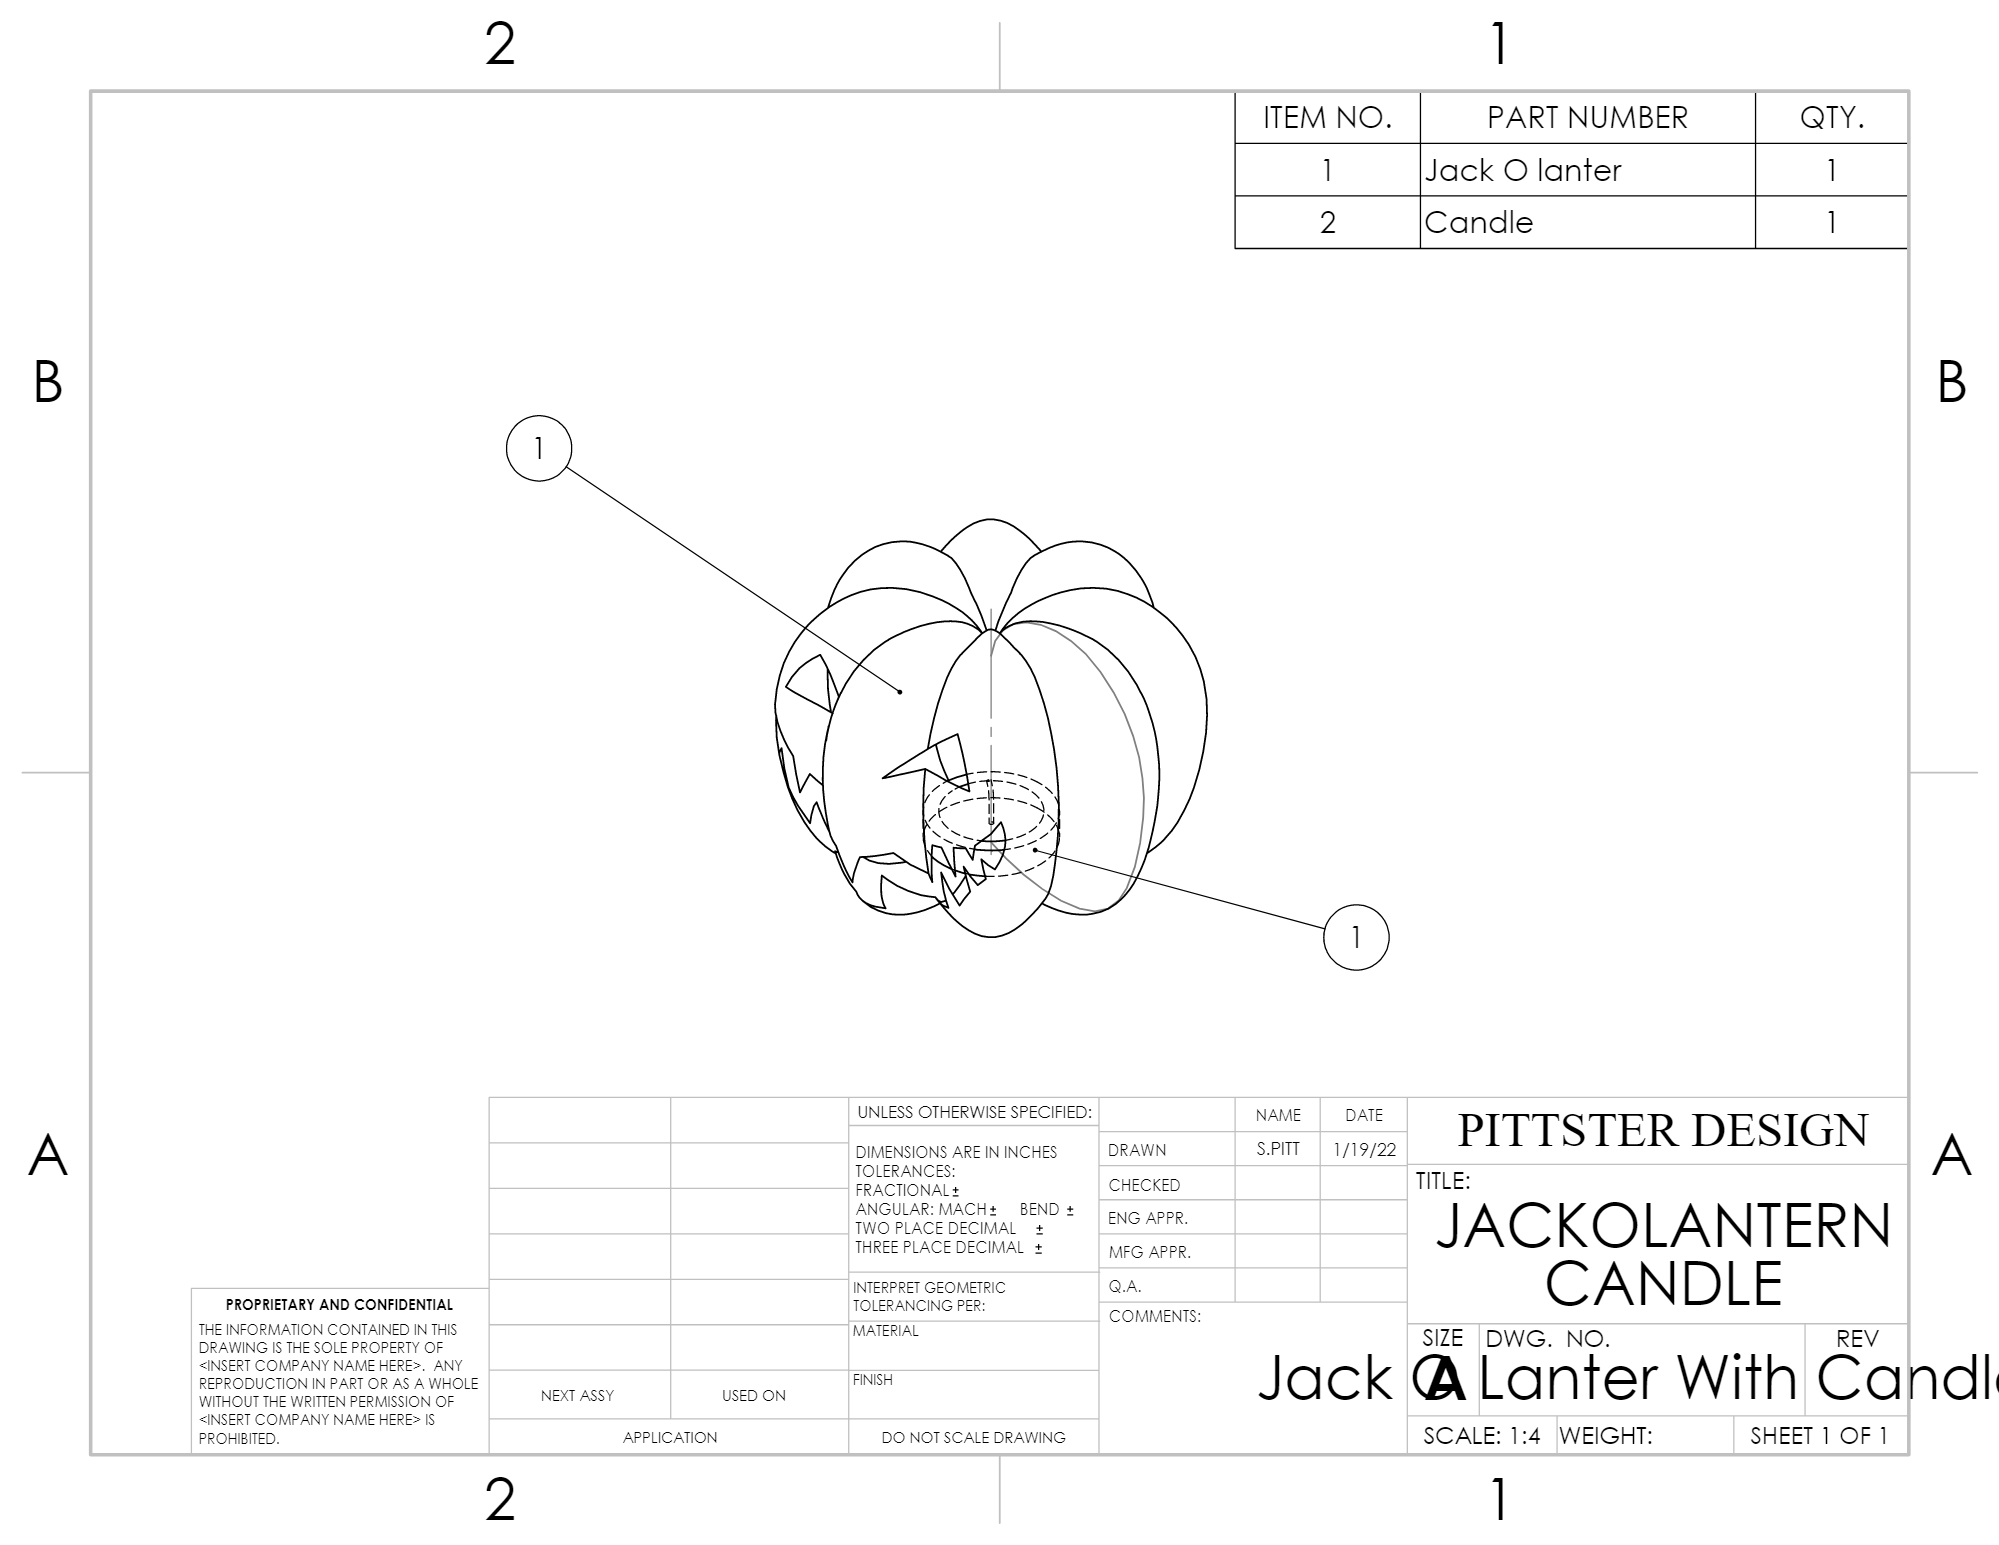 2 1
ITEM NO. PART NUMBER QTY.
1 Jack O lanter 1
2 Candle 1
B B
1
1
A A
UNLESS OTHERWISE SPECIFIED:
DIMENSIONS ARE IN INCHES
TOLERANCES:
FRACTIONAL ±
ANGULAR: MACH ± BEND ±
TWO PLACE DECIMAL ±
THREE PLACE DECIMAL ±
INTERPRET GEOMETRIC
TOLERANCING PER:
MATERIAL
FINISH
DO NOT SCALE DRAWING
NAME DATE
DRAWN S.PITT 1/19/22
CHECKED
ENG APPR.
MFG APPR.
Q.A.
COMMENTS:
PITTSTER DESIGN
TITLE:
JACKOLANTERN
CANDLE
SIZE DWG. NO. REV
A
Jack O Lanter With Candl
SCALE: 1:4 WEIGHT: SHEET 1 OF 1
PROPRIETARY AND CONFIDENTIAL
THE INFORMATION CONTAINED IN THIS
DRAWING IS THE SOLE PROPERTY OF
<INSERT COMPANY NAME HERE>. ANY
REPRODUCTION IN PART OR AS A WHOLE
WITHOUT THE WRITTEN PERMISSION OF
<INSERT COMPANY NAME HERE> IS
PROHIBITED.
NEXT ASSY USED ON
APPLICATION
2 1